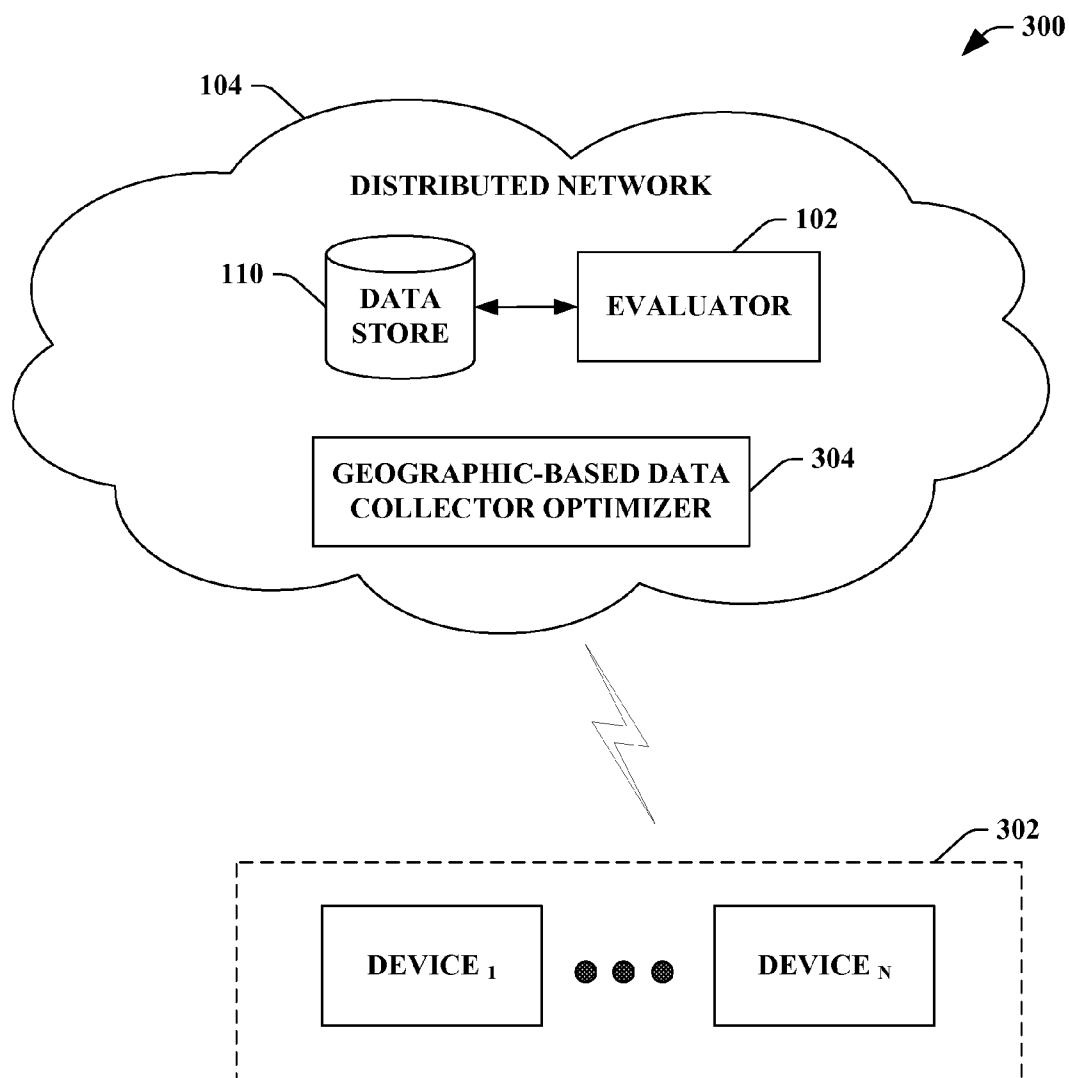 300
104
DISTRIBUTED NETWORK
102
110
DATA
STORE
EVALUATOR
GEOGRAPHIC-BASED DATA
COLLECTOR OPTIMIZER
304
302
DEVICE 1
DEVICE N